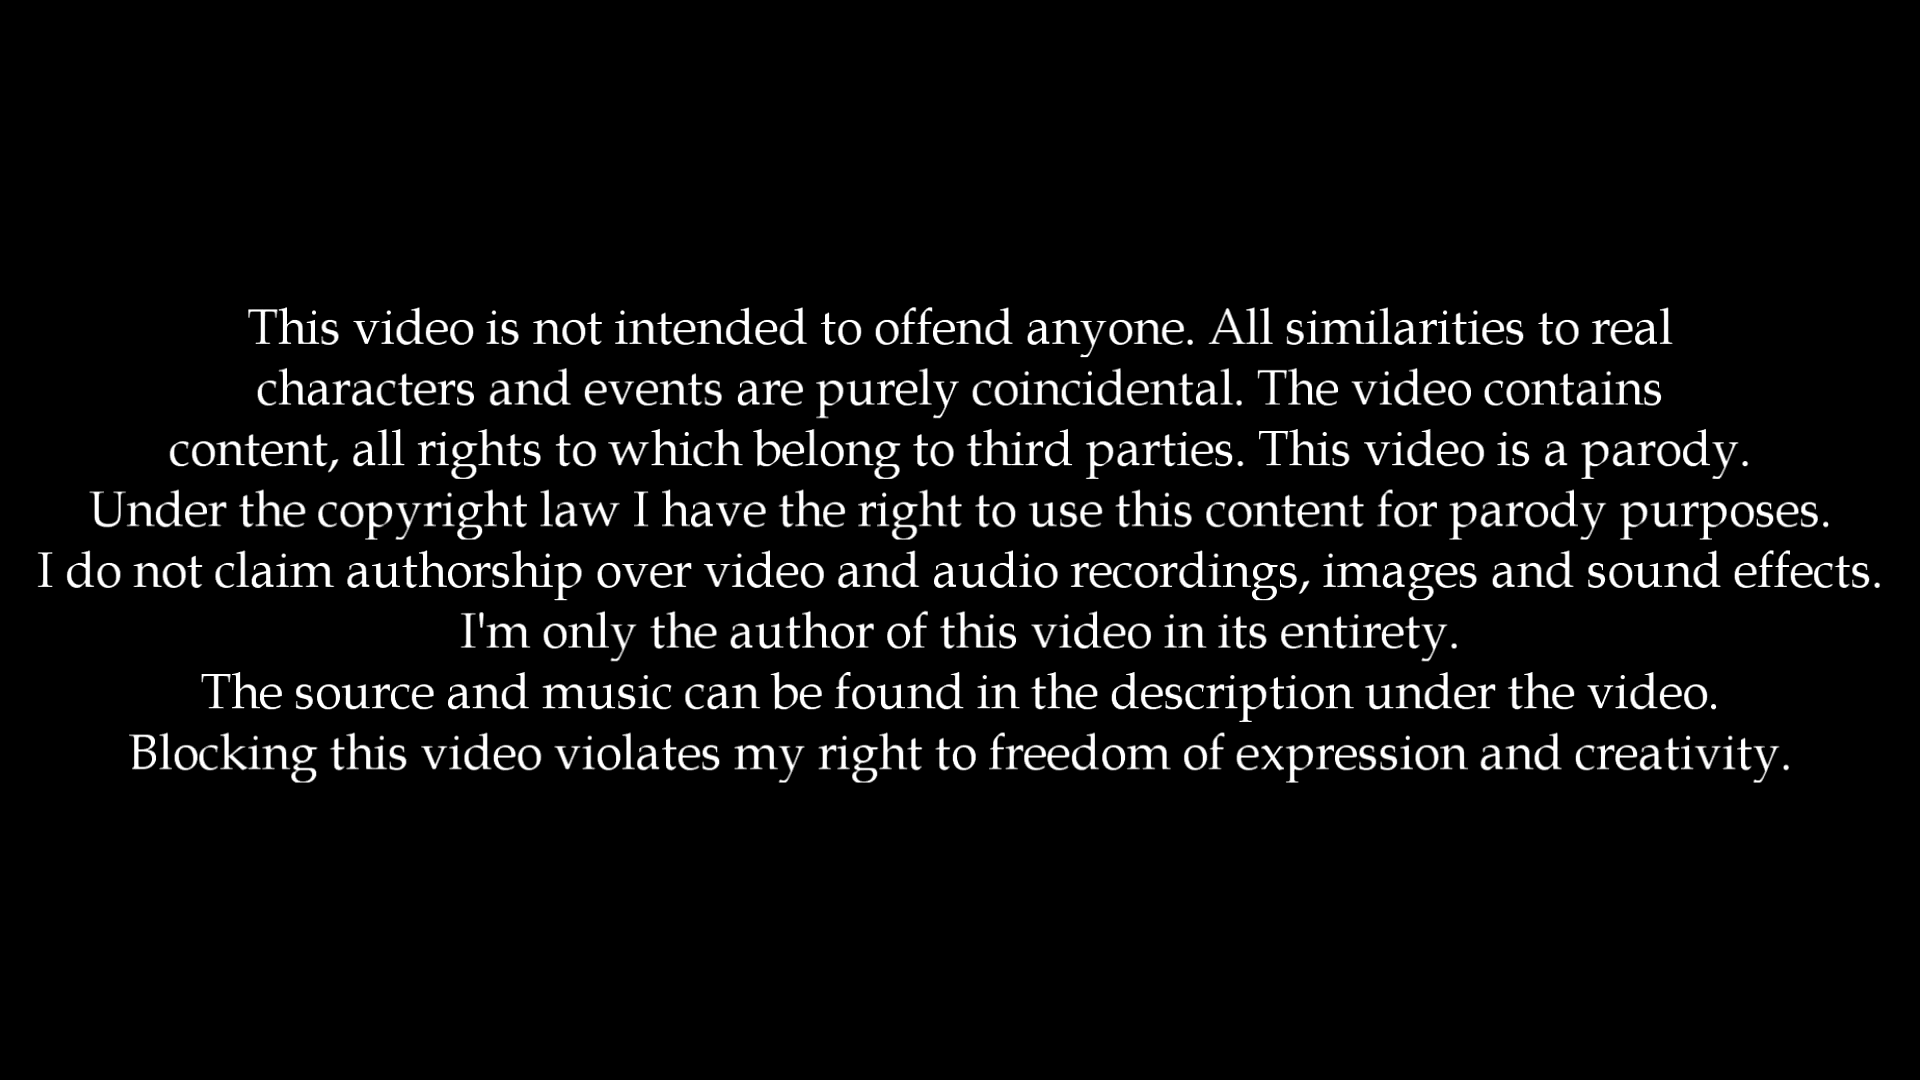 This video is not intended to offend anyone. All similarities to real
characters and events are purely coincidental. The video contains
content, all rights to which belong to third parties. This video is a parody.
Under the copyright law I have the right to use this content for parody purposes.
I do not claim authorship over video and audio recordings, images and sound effects.
I'm only the author of this video in its entirety.
The source and music can be found in the description under the video.
Blocking this video violates my right to freedom of expression and creativity.